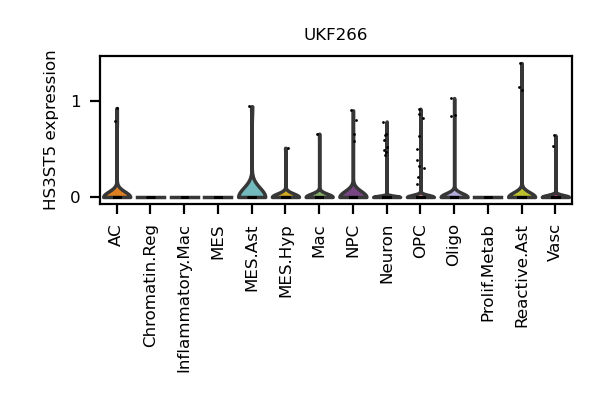 UKF266
HS3ST5 expression
1
0
AC
Chromatin.Reg
Inflammatory.Mac
MES
MES.Ast
MES.Hyp
Mac
NPC
Neuron
OPC
Oligo
Prolif.Metab
Reactive.Ast
Vasc